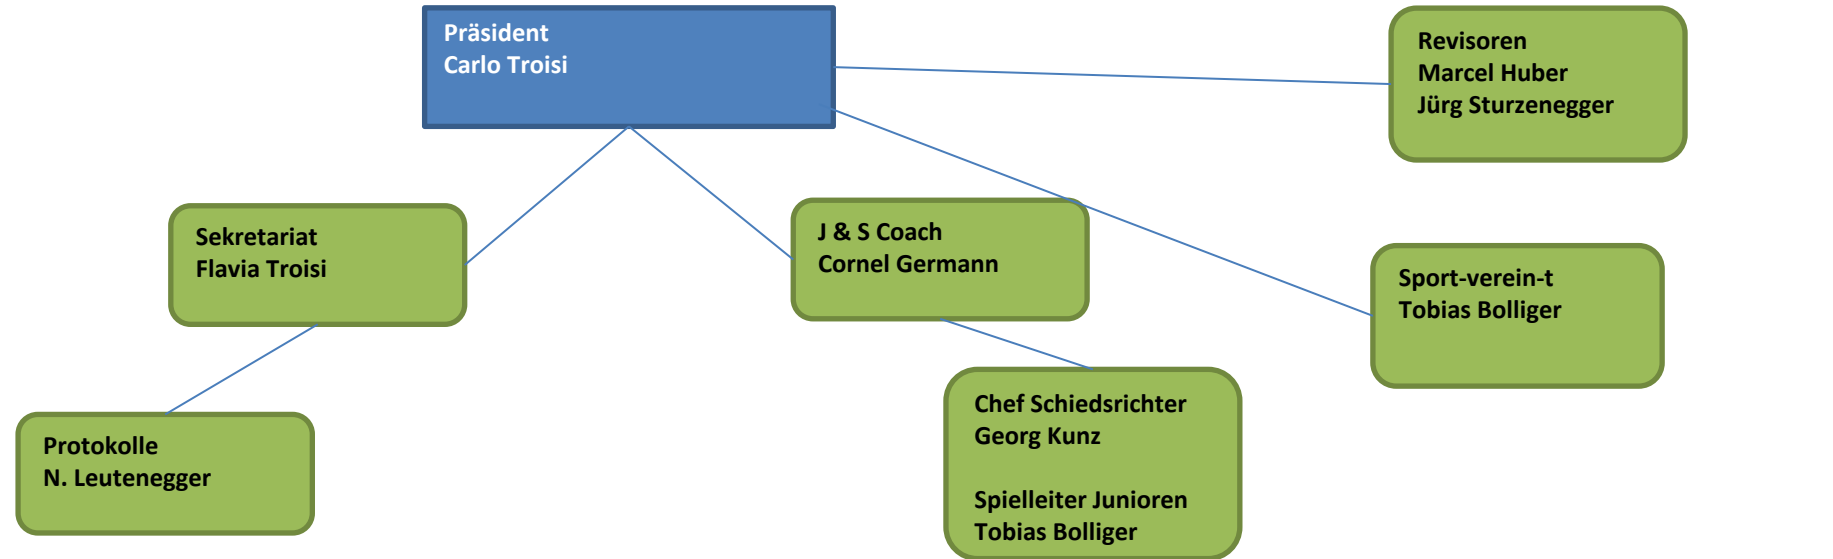 Präsident
Carlo Troisi
Revisoren
Marcel Huber
Jürg Sturzenegger
Sekretariat
Flavia Troisi
J & S Coach
Cornel Germann
Sport-verein-t
Tobias Bolliger
Protokolle
N. Leutenegger
Chef Schiedsrichter
Georg Kunz
Spielleiter Junioren
Tobias Bolliger